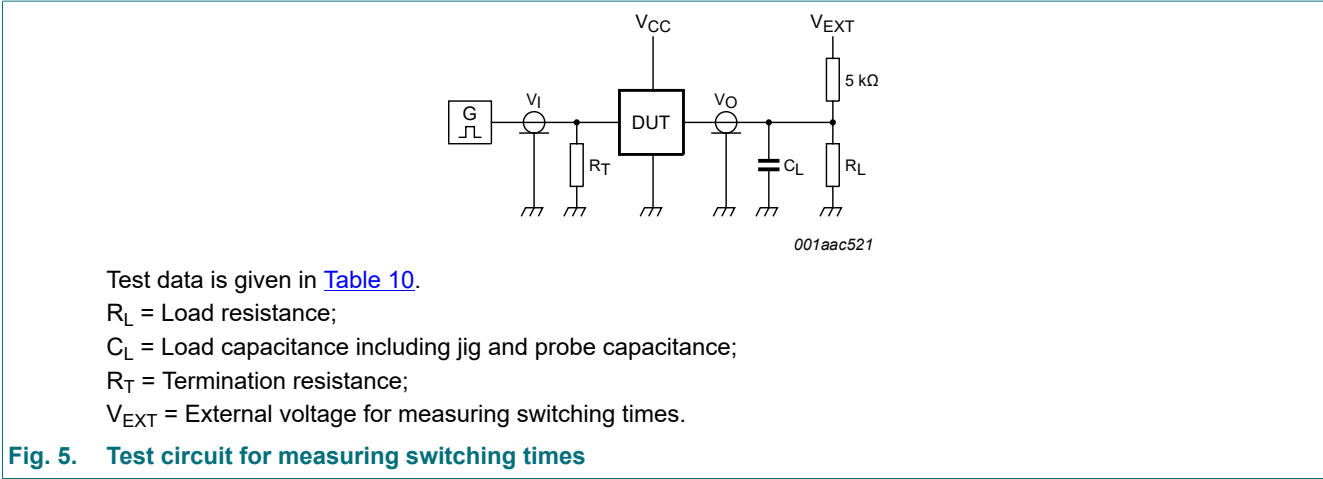 VCC
VEXT
5 kΩ
G
VI
DUT
VO
RT
CL
RL
001aac521
Test data is given in Table 10.
RL = Load resistance;
CL = Load capacitance including jig and probe capacitance;
RT = Termination resistance;
VEXT = External voltage for measuring switching times.
Fig. 5. Test circuit for measuring switching times